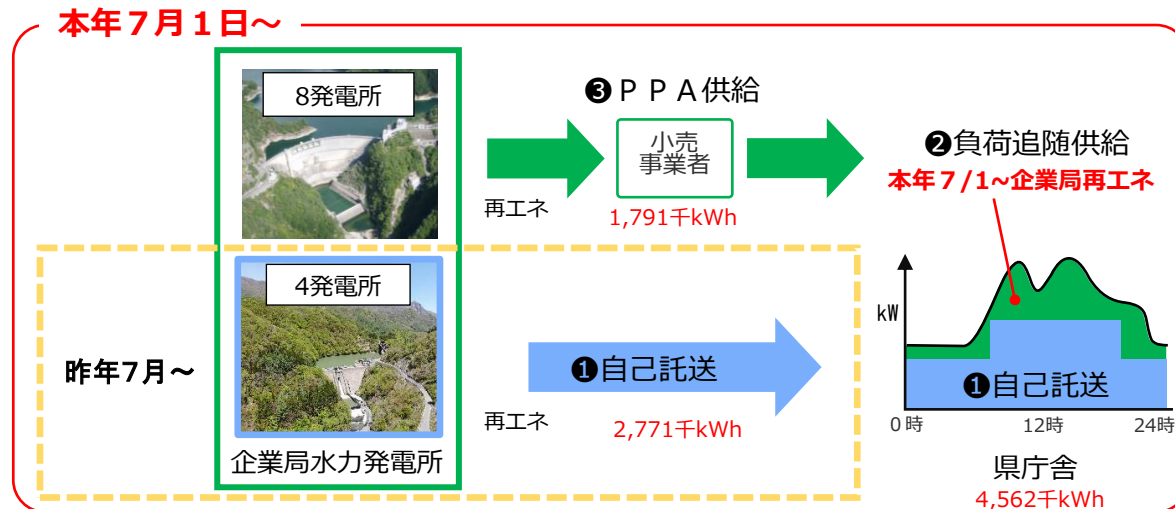 本年７月１日～
8発電所
❸ＰＰＡ供給
小売
事業者
再エネ
1,791千kWh
❷負荷追随供給
本年７/1~企業局再エネ
昨年7月～
4発電所
❶自己託送
再エネ
2,771千kWh
企業局水力発電所
kW
❶自己託送
０時
12時
24時
県庁舎
4,562千kWh